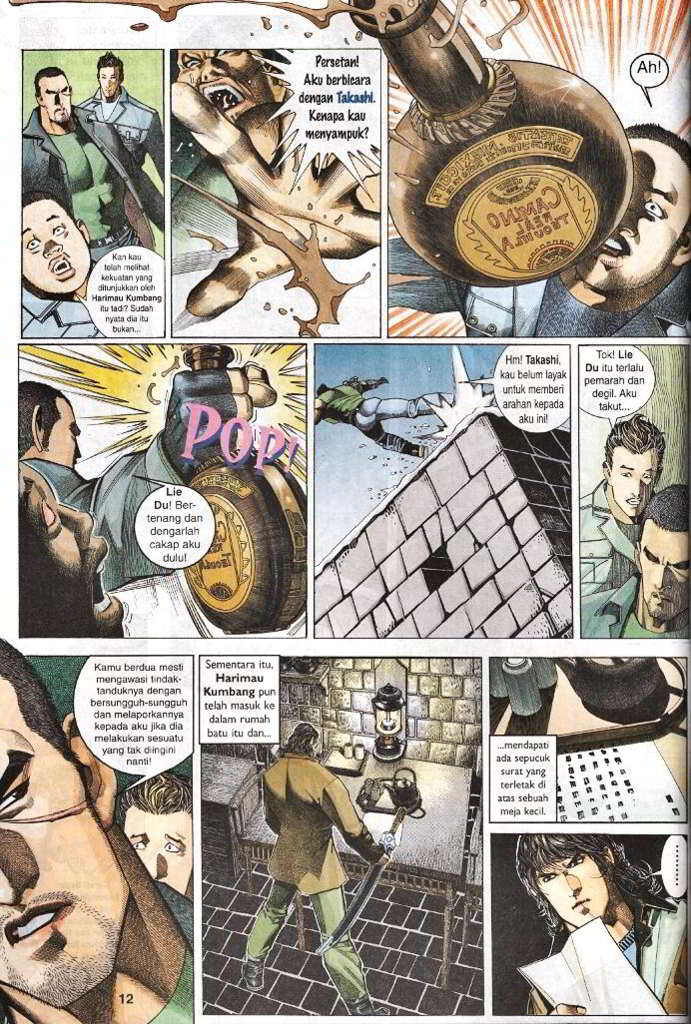 Kan kau
telah melihat
kekuatan yang
ditunjukkan oleh
Harimau Kumbang
itu tadi? Sudah
nyata dia itu
bukan...
Persetan!
Aku berbicara
dengan Takashi.
Kenapa kau
menyampuk?
Ah!
CAMINO
REAL
TEQUILA
POP!
Lie
Du! Ber-
tenang dan
dengarlah
cakap aku
dulu!
Hm! Takashi,
kau belum layak
untuk memberi
arahan kepada
aku ini!
Tok! Lie
Du itu terlalu
pemarah dan
degil. Aku
takut...
Kamu berdua mesti
mengawasi tindak-
tanduknya dengan
bersungguh-sungguh
dan melaporkannya
kepada aku jika dia
melakukan sesuatu
yang tak diingini
nanti!
Sementara itu,
Harimau
Kumbang pun
telah masuk ke
dalam rumah
batu itu dan...
...mendapati
ada sepucuk
surat yang
terletak di
atas sebuah
meja kecil.
........
12